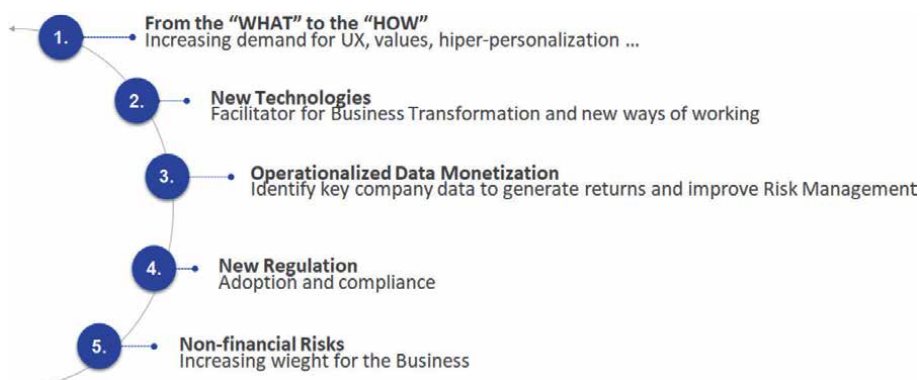 1. From the “WHAT” to the “HOW”
Increasing demand for UX, values, hiper-personalization ...
2. New Technologies
Facilitator for Business Transformation and new ways of working
3. Operationalized Data Monetization
Identify key company data to generate returns and improve Risk Management
4. New Regulation
Adoption and compliance
5. Non-financial Risks
Increasing wieght for the Business